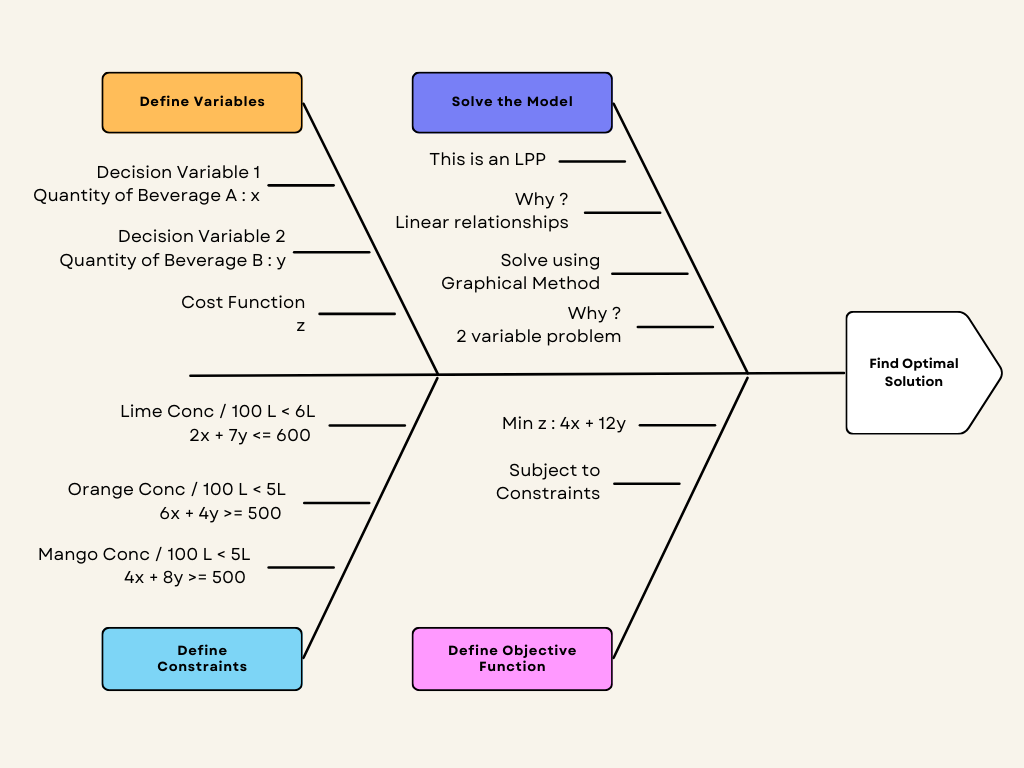 Define Variables
Decision Variable 1
Quantity of Beverage A : x
Decision Variable 2
Quantity of Beverage B : y
Cost Function
z
Solve the Model
This is an LPP
Why ?
Linear relationships
Solve using
Graphical Method
Why ?
2 variable problem
Find Optimal
Solution
Lime Conc / 100 L < 6L
2x + 7y <= 600
Orange Conc / 100 L < 5L
6x + 4y >= 500
Mango Conc / 100 L < 5L
4x + 8y >= 500
Define
Constraints
Min z : 4x + 12y
Subject to
Constraints
Define Objective
Function